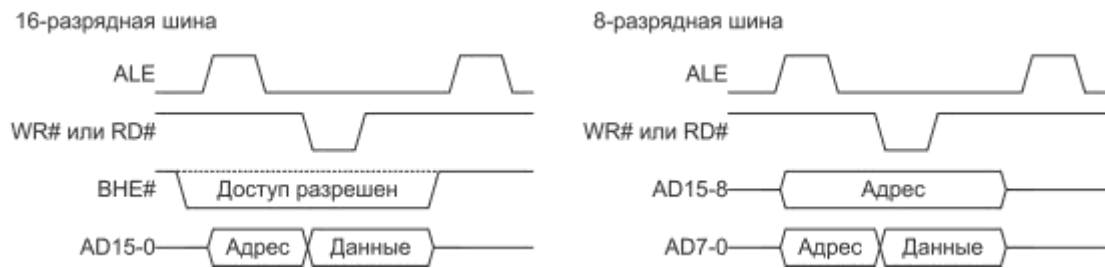 16-разрядная шина
ALE
WR# или RD#
BHE#
Доступ разрешен
AD15-0
Адрес
Данные
8-разрядная шина
ALE
WR# или RD#
AD15-8
Адрес
AD7-0
Адрес
Данные